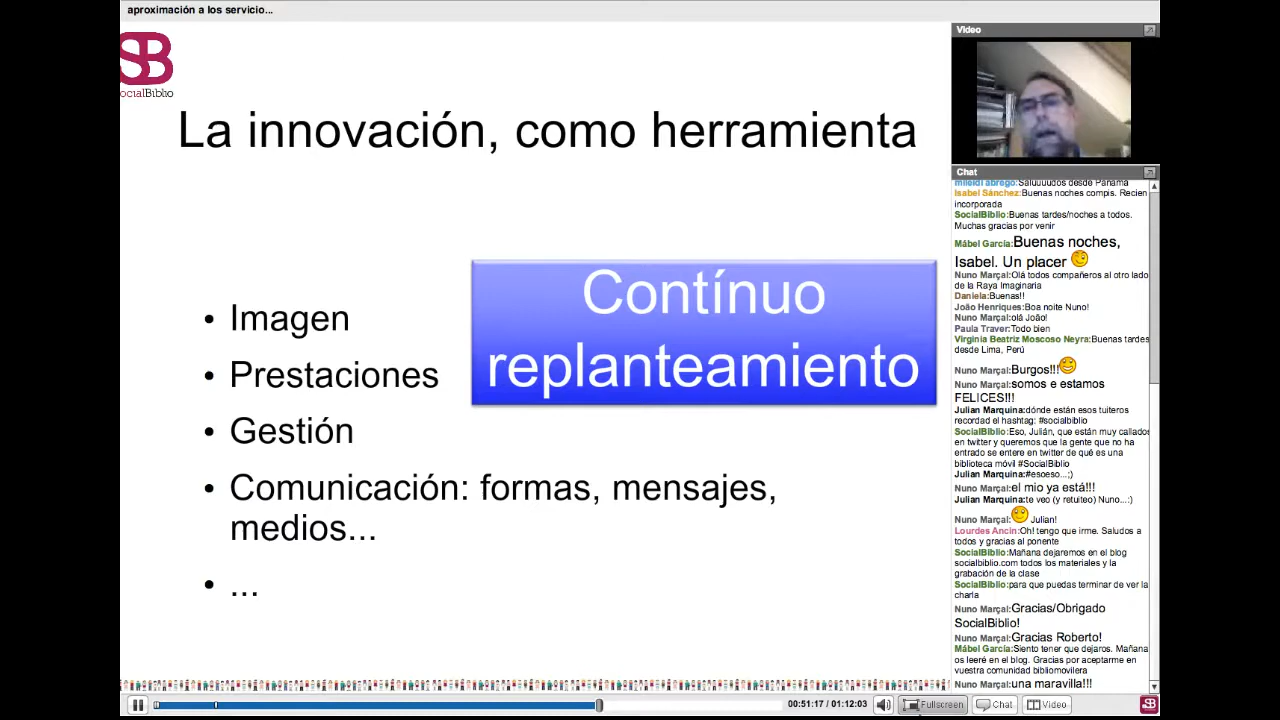 aproximación a los servicio...
SB
ocialBiblio
La innovación, como herramienta
Contínuo
replanteamiento
• Imagen
• Prestaciones
• Gestión
• Comunicación: formas, mensajes,
medios...
• ...
Video
Chat
mileidi abrego:Saluuuudos desde Panama
Isabel Sánchez:Buenas noches compis. Recien
incorporada
SocialBiblio:Buenas tardes/noches a todos.
Muchas gracias por venir
Mábel García:Buenas noches,
Isabel. Un placer
Nuno Marçal:Olá todos compañeros al otro lado
de la Raya Imaginaria
Daniela:Buenas!!
João Henriques:Boa noite Nuno!
Nuno Marçal:olá João!
Paula Traver:Todo bien
Virginia Beatriz Moscoso Neyra:Buenas tardes
desde Lima, Perú
Nuno Marçal:Burgos!!!
Nuno Marçal:somos e estamos
FELICES!!!
Julian Marquina:dónde están esos tuiteros
recordad el hashtag: #socialbiblio
SocialBiblio:Eso, Julián, que están muy callados
en twitter y queremos que la gente que no ha
entrado se entere en twitter de qué es una
biblioteca móvil #SocialBiblio
Julian Marquina:#esoeso...;)
Nuno Marçal:el mio ya está!!!
Julian Marquina:te veo (y retuiteo) Nuno...:)
Nuno Marçal: Julian!
Lourdes Ancin:Oh! tengo que irme. Saludos a
todos y gracias al ponente
SocialBiblio:Mañana dejaremos en el blog
socialbiblio.com todos los materiales y la
grabación de la clase
SocialBiblio:para que puedas terminar de ver la
charla
Nuno Marçal:Gracias/Obrigado
SocialBiblio!
Nuno Marçal:Gracias Roberto!
Mábel García:Siento tener que dejaros. Mañana
os leeré en el blog. Gracias por aceptarme en
vuestra comunidad bibliomovilera
Nuno Marçal:una maravilla!!!
00:51:17 / 01:12:03
Fullscreen
Chat
Video
SB